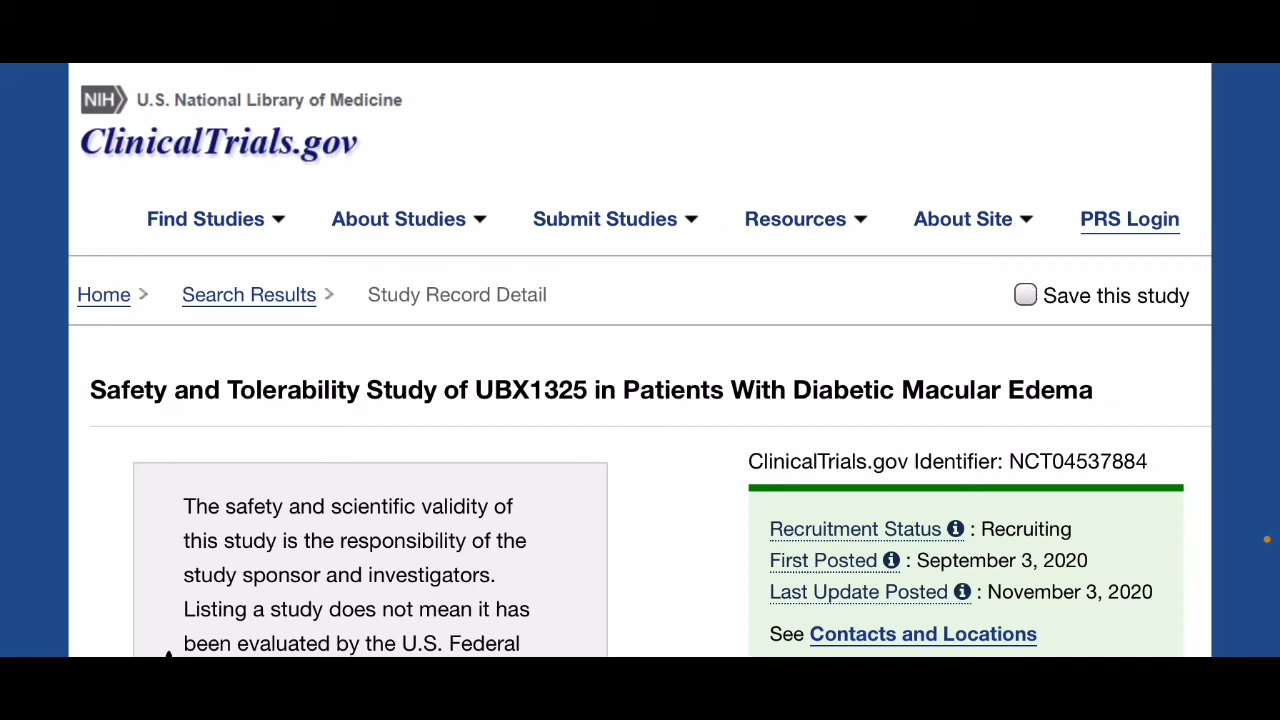 NIH U.S. National Library of Medicine
ClinicalTrials.gov
Find Studies About Studies Submit Studies Resources About Site PRS Login
Home > Search Results > Study Record Detail
Save this study
Safety and Tolerability Study of UBX1325 in Patients With Diabetic Macular Edema
The safety and scientific validity of
this study is the responsibility of the
study sponsor and investigators.
Listing a study does not mean it has
been evaluated by the U.S. Federal
ClinicalTrials.gov Identifier: NCT04537884
Recruitment Status : Recruiting
First Posted : September 3, 2020
Last Update Posted : November 3, 2020
See Contacts and Locations